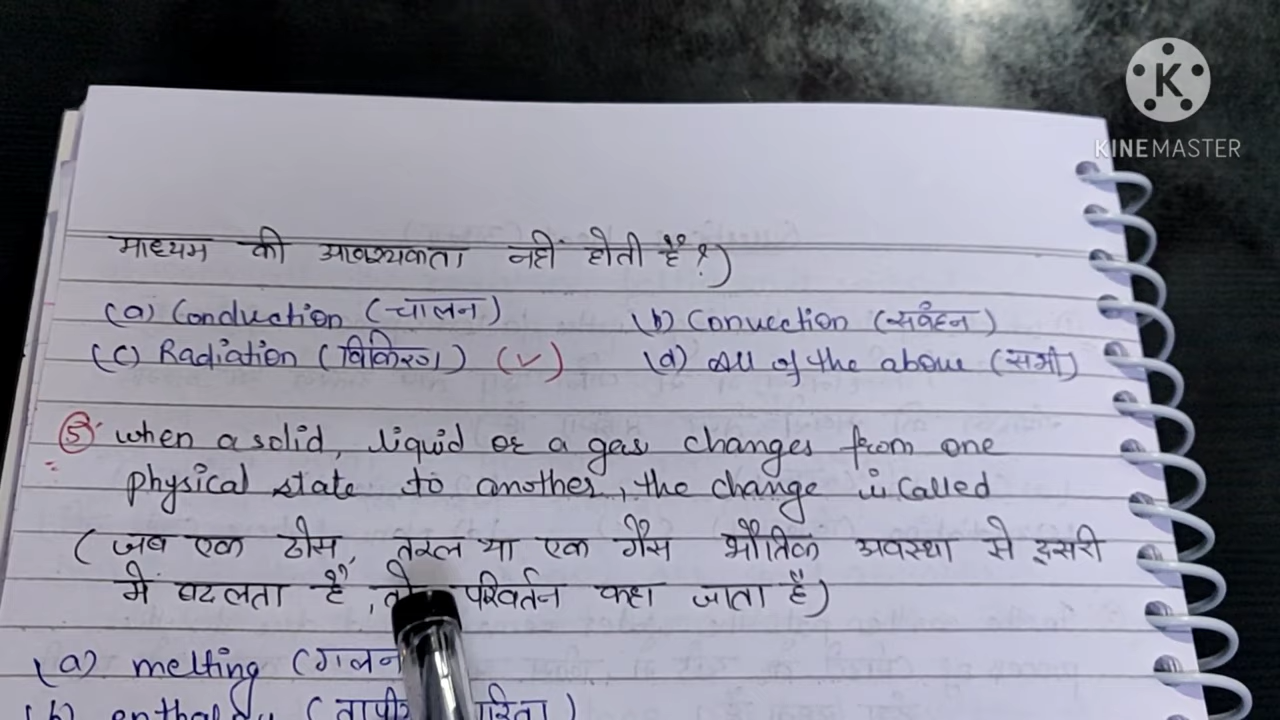 K
KINEMASTER
माध्यम की आवश्यकता नहीं होती है?)
(a) Conduction (चालन) (b) Convection (संवहन)
(c) Radiation (विकिरण) (✓) (d) All of the above (सभी)
5 when a solid, liquid or a gas changes from one
physical state to another, the change is called
(जब एक ठोस, तरल या एक गैस भौतिक अवस्था से दूसरी
में बदलता है, तो परिवर्तन कहा जाता है)
(a) melting (गलन
(b)